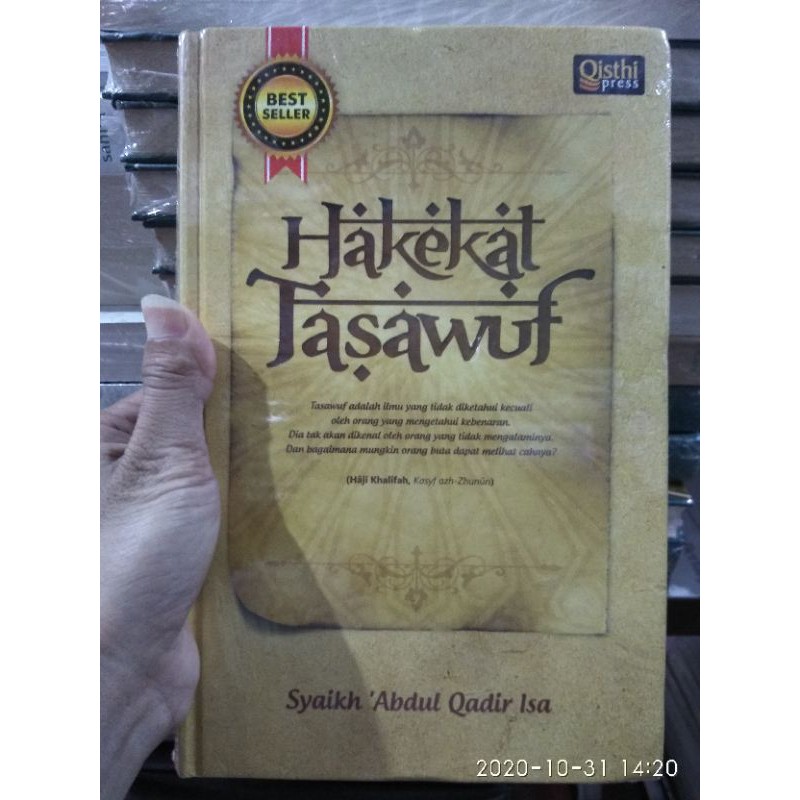 BEST
SELLER
Qisthi
press
Hakekat
Tasawuf
Tasawuf adalah ilmu yang tidak diketahui kecuali
oleh orang yang mengetahui kebenaran.
Dia tak akan dikenal oleh orang yang tidak mengalaminya.
Dan bagaimana mungkin orang buta dapat melihat cahaya?
(Hâjî Khalîfah, Kasyf azh-Zhunûn)
Syaikh 'Abdul Qadir Isa
2020-10-31 14:20